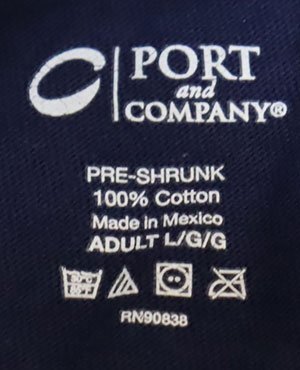 PORT
and
COMPANY®
PRE-SHRUNK
100% Cotton
Made in Mexico
ADULT L/G/G
RN90838